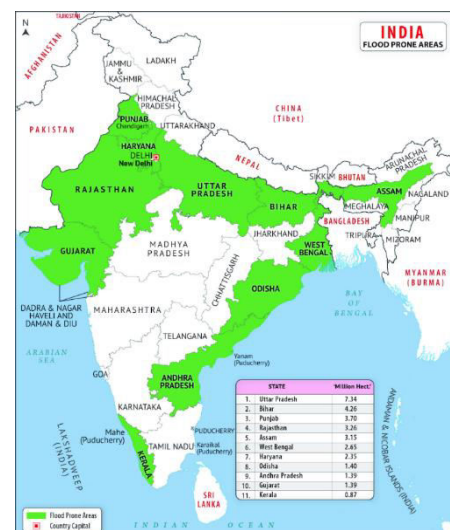 TAJIKISTAN
N
INDIA
FLOOD PRONE AREAS
AFGHANISTAN
JAMMU &
KASHMIR
LADAKH
HIMACHAL
PRADESH
PUNJAB
Chandigarh
UTTARAKHAND
CHINA
(Tibet)
PAKISTAN
HARYANA
DELHI
New Delhi
NEPAL
RAJASTHAN
UTTAR
PRADESH
BIHAR
SIKKIM
BHUTAN
ARUNACHAL
PRADESH
ASSAM
NAGALAND
MEGHALAYA
MANIPUR
BANGLADESH
TRIPURA
MIZORAM
GUJARAT
MADHYA
PRADESH
JHARKHAND
WEST
BENGAL
CHHATTISGARH
ODISHA
MYANMAR
(BURMA)
DADRA & NAGAR
HAVELI AND
DAMAN & DIU
MAHARASHTRA
BAY
OF
BENGAL
ARABIAN
SEA
TELANGANA
Yanam
(Puducherry)
GOA
ANDHRA
PRADESH
KARNATAKA
Mahe
(Puducherry)
PUDUCHERRY
Karaikal
(Puducherry)
TAMIL NADU
KERALA
LAKSHADWEEP
(INDIA)
ANDAMAN & NICOBAR ISLANDS (INDIA)
SRI
LANKA
STATE 'Million Hect.'
1. Uttar Pradesh 7.34
2. Bihar 4.26
3. Punjab 3.70
4. Rajasthan 3.26
5. Assam 3.15
6. West Bengal 2.65
7. Haryana 2.35
8. Odisha 1.40
9. Andhra Pradesh 1.39
10. Gujarat 1.39
11. Kerala 0.87
Flood Prone Areas
Country Capital
INDIAN OCEAN